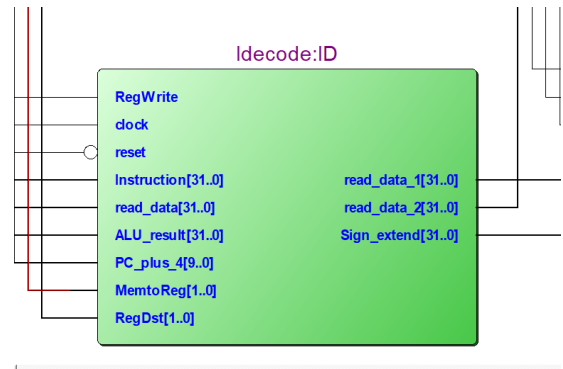 Idecode:ID
RegWrite
clock
reset
Instruction[31..0]
read_data[31..0]
ALU_result[31..0]
PC_plus_4[9..0]
MemtoReg[1..0]
RegDst[1..0]
read_data_1[31..0]
read_data_2[31..0]
Sign_extend[31..0]